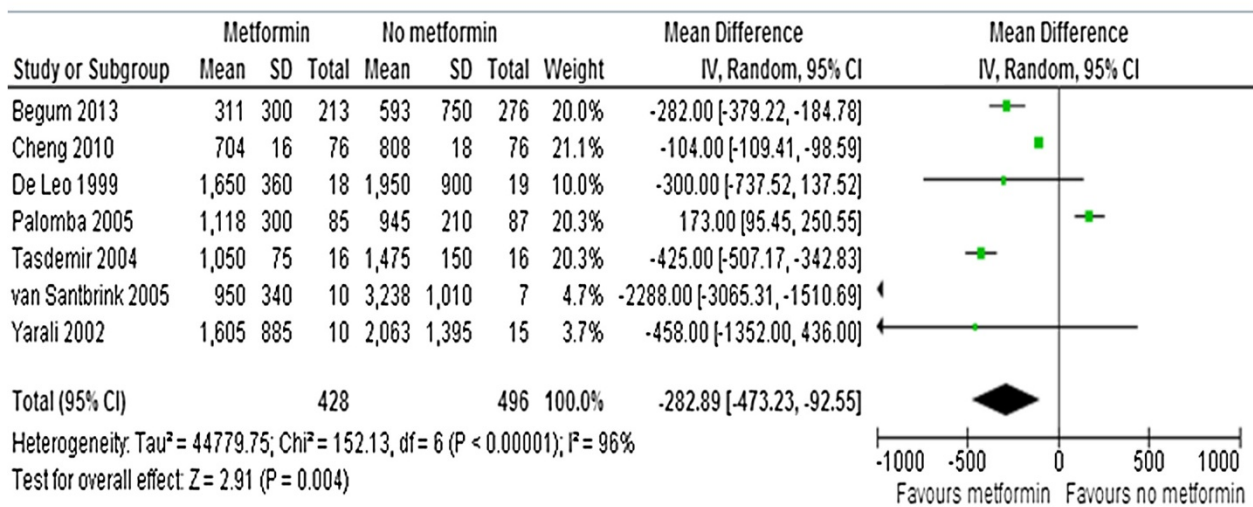 Metformin No metformin Mean Difference Mean Difference
Study or Subgroup Mean SD Total Mean SD Total Weight IV, Random, 95% CI IV, Random, 95% CI
Begum 2013 311 300 213 593 750 276 20.0% -282.00 [-379.22, -184.78]
Cheng 2010 704 16 76 808 18 76 21.1% -104.00 [-109.41, -98.59]
De Leo 1999 1,650 360 18 1,950 900 19 10.0% -300.00 [-737.52, 137.52]
Palomba 2005 1,118 300 85 945 210 87 20.3% 173.00 [95.45, 250.55]
Tasdemir 2004 1,050 75 16 1,475 150 16 20.3% -425.00 [-507.17, -342.83]
van Santbrink 2005 950 340 10 3,238 1,010 7 4.7% -2288.00 [-3065.31, -1510.69]
Yarali 2002 1,605 885 10 2,063 1,395 15 3.7% -458.00 [-1352.00, 436.00]
Total (95% CI) 428 496 100.0% -282.89 [-473.23, -92.55]
Heterogeneity: Tau² = 44779.75; Chi² = 152.13, df = 6 (P < 0.00001); I² = 96%
Test for overall effect: Z = 2.91 (P = 0.004)
-1000 -500 0 500 1000
Favours metformin Favours no metformin